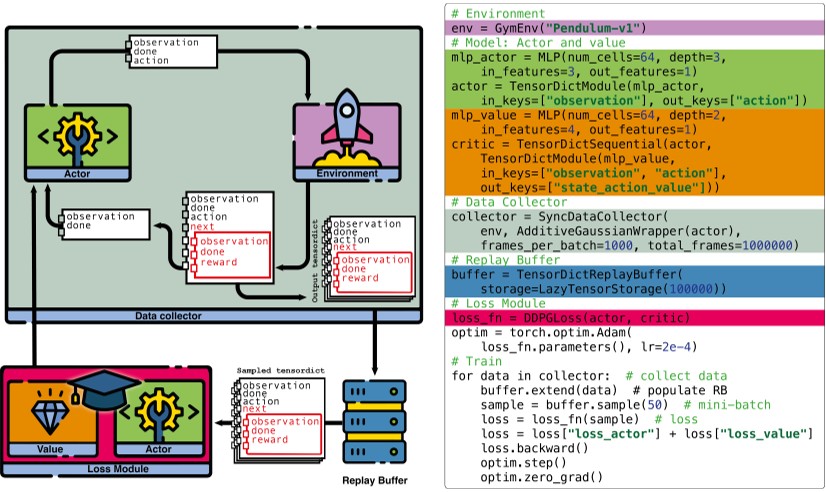 observation
done
action
Actor
Environment
observation
done
observation
done
action
next
observation
done
reward
Output tensordict
observation
done
action
next
observation
done
reward
Data collector
Value
Actor
Loss Module
Sampled tensordict
observation
done
action
next
observation
done
reward
Replay Buffer
# Environment
env = GymEnv("Pendulum-v1")
# Model: Actor and value
mlp_actor = MLP(num_cells=64, depth=3,
in_features=3, out_features=1)
actor = TensorDictModule(mlp_actor,
in_keys=["observation"], out_keys=["action"])
mlp_value = MLP(num_cells=64, depth=2,
in_features=4, out_features=1)
critic = TensorDictSequential(actor,
TensorDictModule(mlp_value,
in_keys=["observation", "action"],
out_keys=["state_action_value"]))
# Data Collector
collector = SyncDataCollector(
env, AdditiveGaussianWrapper(actor),
frames_per_batch=1000, total_frames=1000000)
# Replay Buffer
buffer = TensorDictReplayBuffer(
storage=LazyTensorStorage(100000))
# Loss Module
loss_fn = DDPGLoss(actor, critic)
optim = torch.optim.Adam(
loss_fn.parameters(), lr=2e-4)
# Train
for data in collector:  # collect data
buffer.extend(data)  # populate RB
sample = buffer.sample(50)  # mini-batch
loss = loss_fn(sample)  # loss
loss = loss["loss_actor"] + loss["loss_value"]
loss.backward()
optim.step()
optim.zero_grad()